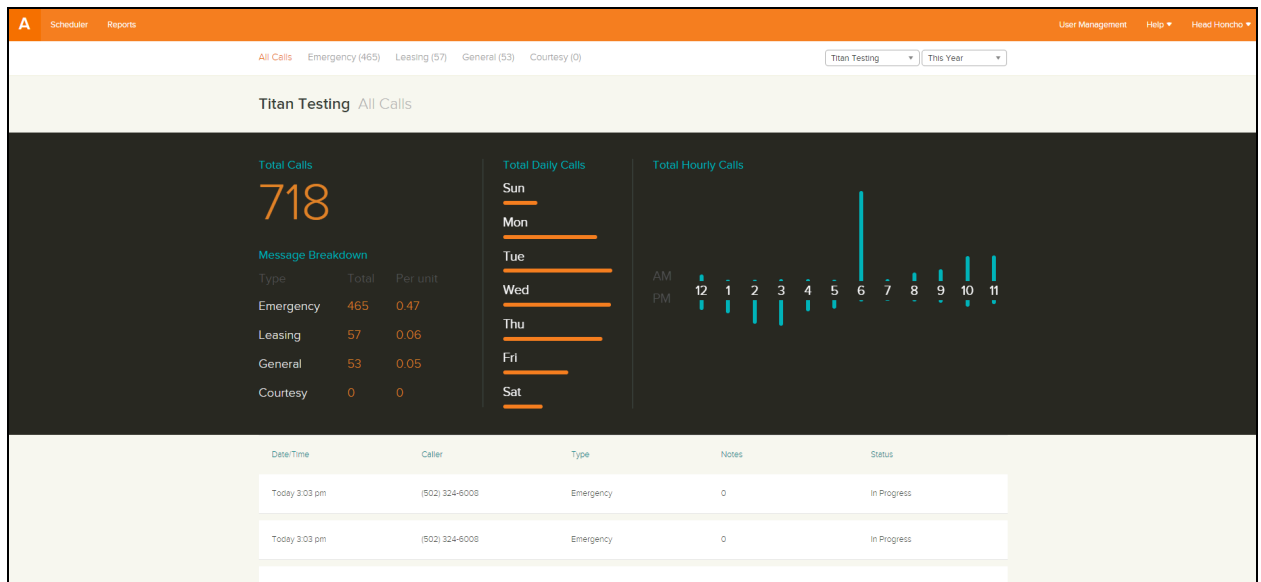 A Scheduler Reports User Management Help ▼ Head Honcho ▼
All Calls Emergency (465) Leasing (57) General (53) Courtesy (0) Titan Testing ▼ This Year ▼
Titan Testing All Calls
Total Calls
718
Message Breakdown
Type Total Per unit
Emergency 465 0.47
Leasing 57 0.06
General 53 0.05
Courtesy 0 0
Total Daily Calls
Sun
Mon
Tue
Wed
Thu
Fri
Sat
Total Hourly Calls
AM
12 1 2 3 4 5 6 7 8 9 10 11
PM
Date/Time Caller Type Notes Status
Today 3:03 pm (502) 324-6008 Emergency 0 In Progress
Today 3:03 pm (502) 324-6008 Emergency 0 In Progress